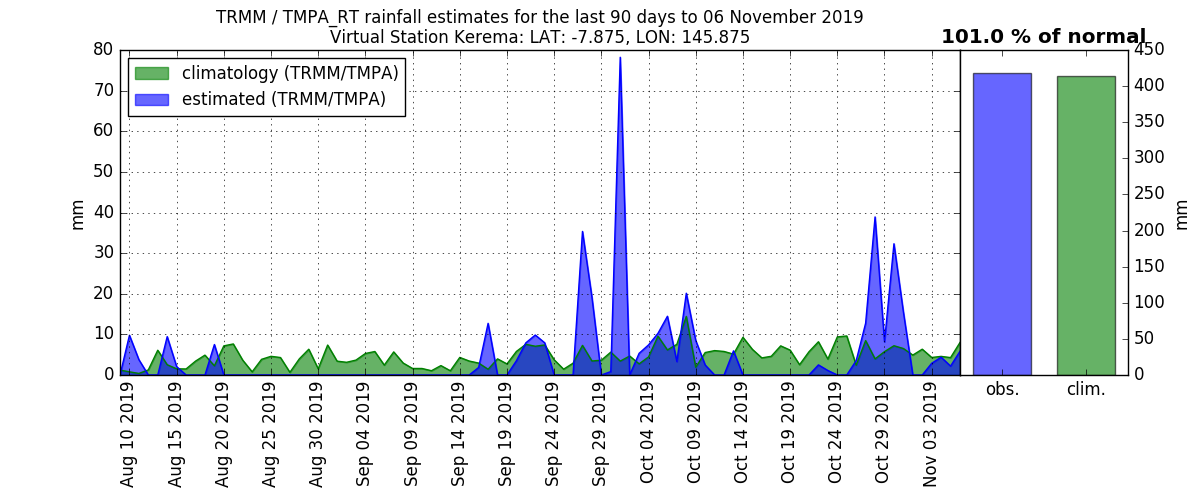 TRMM / TMPA_RT rainfall estimates for the last 90 days to 06 November 2019
Virtual Station Kerema: LAT: -7.875, LON: 145.875
101.0 % of normal
climatology (TRMM/TMPA)
estimated (TRMM/TMPA)
mm
80
70
60
50
40
30
20
10
0
Aug 10 2019
Aug 15 2019
Aug 20 2019
Aug 25 2019
Aug 30 2019
Sep 04 2019
Sep 09 2019
Sep 14 2019
Sep 19 2019
Sep 24 2019
Sep 29 2019
Oct 04 2019
Oct 09 2019
Oct 14 2019
Oct 19 2019
Oct 24 2019
Oct 29 2019
Nov 03 2019
450
400
350
300
250
200
150
100
50
0
mm
obs.
clim.